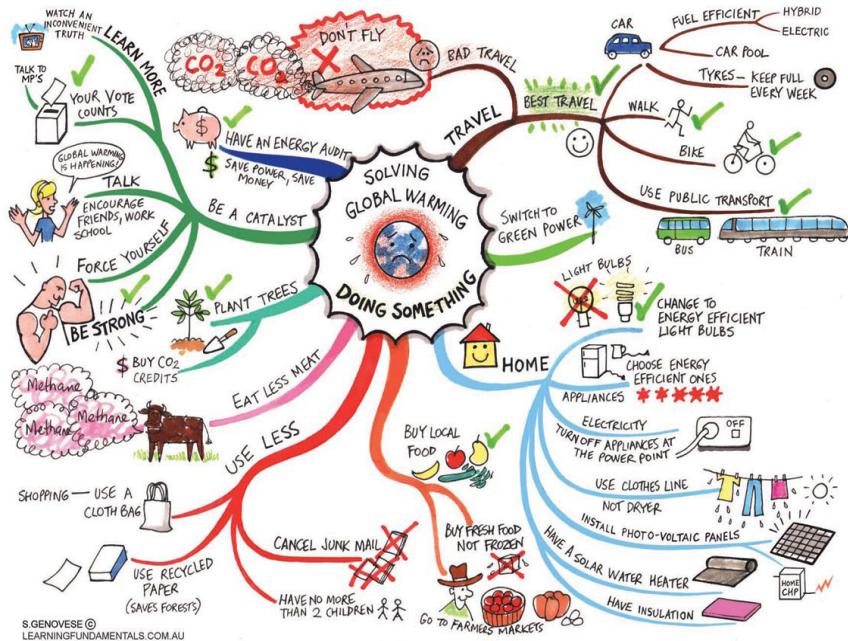 SOLVING
GLOBAL WARMING
DOING SOMETHING
TRAVEL
BAD TRAVEL
DON'T FLY
CO2
CO2
BEST TRAVEL
CAR
FUEL EFFICIENT
HYBRID
ELECTRIC
CAR POOL
TYRES — KEEP FULL
EVERY WEEK
WALK
BIKE
USE PUBLIC TRANSPORT
BUS
TRAIN
SWITCH TO
GREEN POWER
HOME
LIGHT BULBS
CHANGE TO
ENERGY EFFICIENT
LIGHT BULBS
CHOOSE ENERGY
EFFICIENT ONES
APPLIANCES
ELECTRICITY
TURN OFF APPLIANCES AT
THE POWER POINT
OFF
USE CLOTHES LINE
NOT DRYER
INSTALL PHOTO-VOLTAIC PANELS
HOME
CHP
HAVE A SOLAR WATER HEATER
HAVE INSULATION
BUY LOCAL
FOOD
BUY FRESH FOOD
NOT FROZEN
GO TO FARMERS MARKETS
USE LESS
SHOPPING — USE A
CLOTH BAG
USE RECYCLED
PAPER
(SAVES FORESTS)
CANCEL JUNK MAIL
HAVE NO MORE
THAN 2 CHILDREN
EAT LESS MEAT
Methane
Methane
Methane
PLANT TREES
$ BUY CO2
CREDITS
BE A CATALYST
LEARN MORE
WATCH AN
INCONVENIENT
TRUTH
TALK TO
MP'S
YOUR VOTE
COUNTS
TALK
GLOBAL WARMING
IS HAPPENING!
ENCOURAGE
FRIENDS, WORK
SCHOOL
FORCE YOURSELF
BE STRONG
$
HAVE AN ENERGY AUDIT
$ SAVE POWER, SAVE
MONEY
S.GENOVESE ©
LEARNINGFUNDAMENTALS.COM.AU